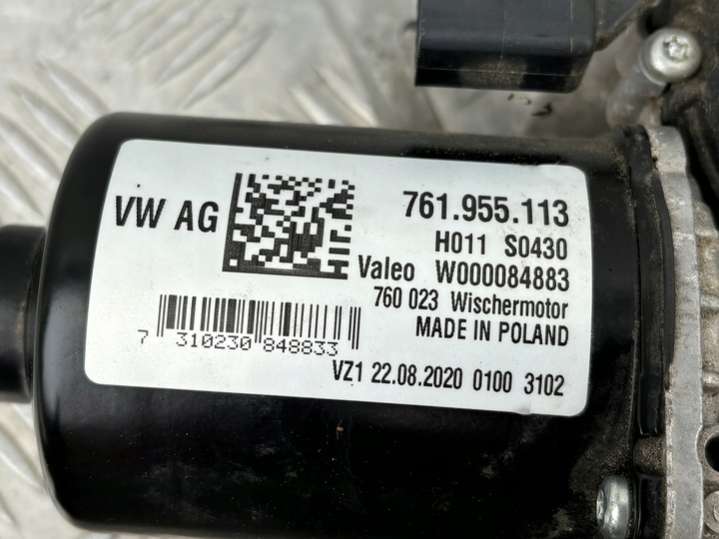 VW AG
761.955.113
H011 S0430
Valeo W000084883
760 023 Wischermotor
MADE IN POLAND
7 310230 848833
VZ1 22.08.2020 0100 3102